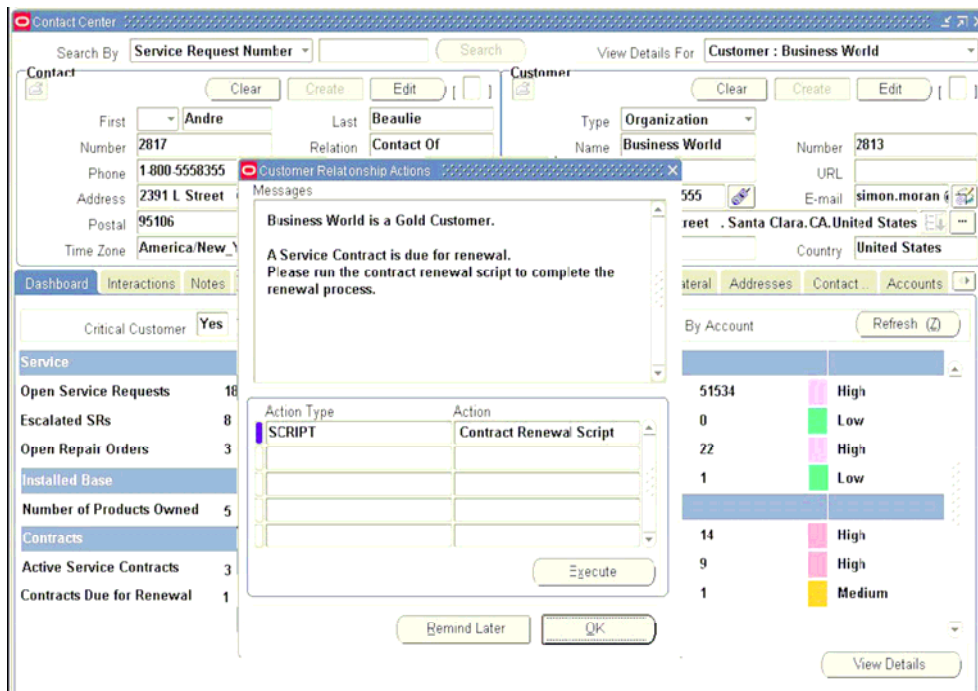 Contact Center
Search By Service Request Number Search View Details For Customer : Business World
Contact
Clear Create Edit [ ]
First Andre Last Beaulie
Number 2817 Relation Contact Of
Phone 1-800-5558355
Address 2391 L Street
Postal 95106
Time Zone America/New_Y
Customer
Clear Create Edit [ ]
Type Organization
Name Business World Number 2813
URL
555 E-mail simon.moran@
reet . Santa Clara.CA.United States ...
Country United States
Dashboard Interactions Notes ateral Addresses Contact .. Accounts
Critical Customer Yes By Account Refresh (Z)
Service
Open Service Requests 18
Escalated SRs 8
Open Repair Orders 3
Installed Base
Number of Products Owned 5
Contracts
Active Service Contracts 3
Contracts Due for Renewal 1
Customer Relationship Actions
Messages
Business World is a Gold Customer.
A Service Contract is due for renewal.
Please run the contract renewal script to complete the
renewal process.
Action Type Action
SCRIPT Contract Renewal Script
Execute
Remind Later OK
51534 High
0 Low
22 High
1 Low
14 High
9 High
1 Medium
View Details